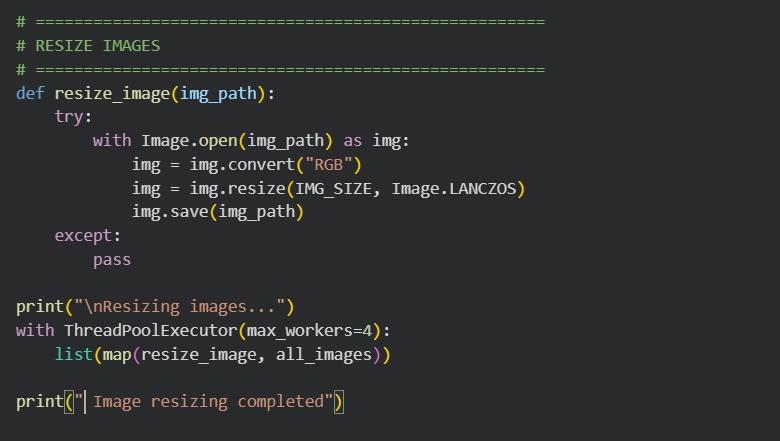 # =====================================================
# RESIZE IMAGES
# =====================================================
def resize_image(img_path):
    try:
        with Image.open(img_path) as img:
            img = img.convert("RGB")
            img = img.resize(IMG_SIZE, Image.LANCZOS)
            img.save(img_path)
    except:
        pass

print("\nResizing images...")
with ThreadPoolExecutor(max_workers=4):
    list(map(resize_image, all_images))

print(" Image resizing completed")